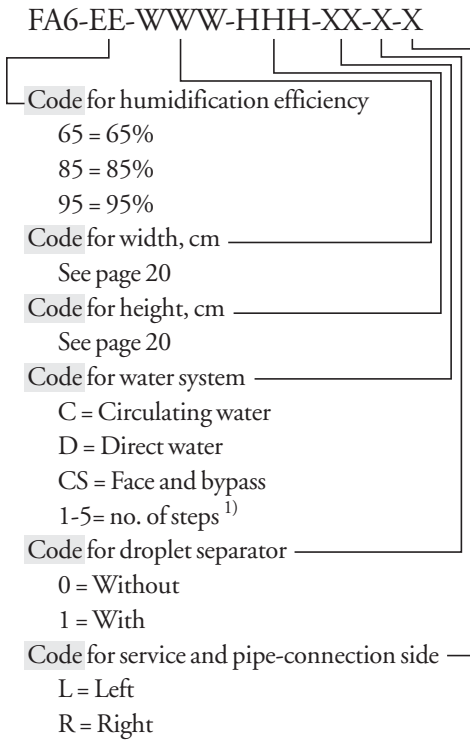 FA6-EE-WWW-HHH-XX-X-X
Code for humidification efficiency
65 = 65%
85 = 85%
95 = 95%
Code for width, cm
See page 20
Code for height, cm
See page 20
Code for water system
C = Circulating water
D = Direct water
CS = Face and bypass
1-5= no. of steps 1)
Code for droplet separator
0 = Without
1 = With
Code for service and pipe-connection side
L = Left
R = Right